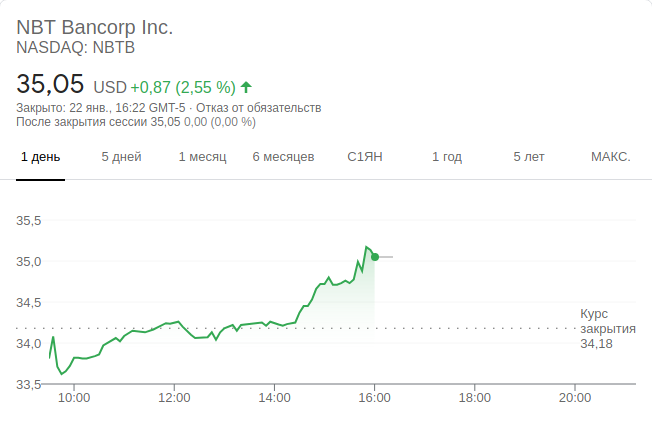 NBT Bancorp Inc.
NASDAQ: NBTB
35,05 USD +0,87 (2,55 %)
Закрыто: 22 янв., 16:22 GMT-5 · Отказ от обязательств
После закрытия сессии 35,05 0,00 (0,00 %)
1 день 5 дней 1 месяц 6 месяцев С1ЯН 1 год 5 лет МАКС.
35,5
35,0
34,5
34,0
33,5
Курс
закрытия
34,18
10:00 12:00 14:00 16:00 18:00 20:00